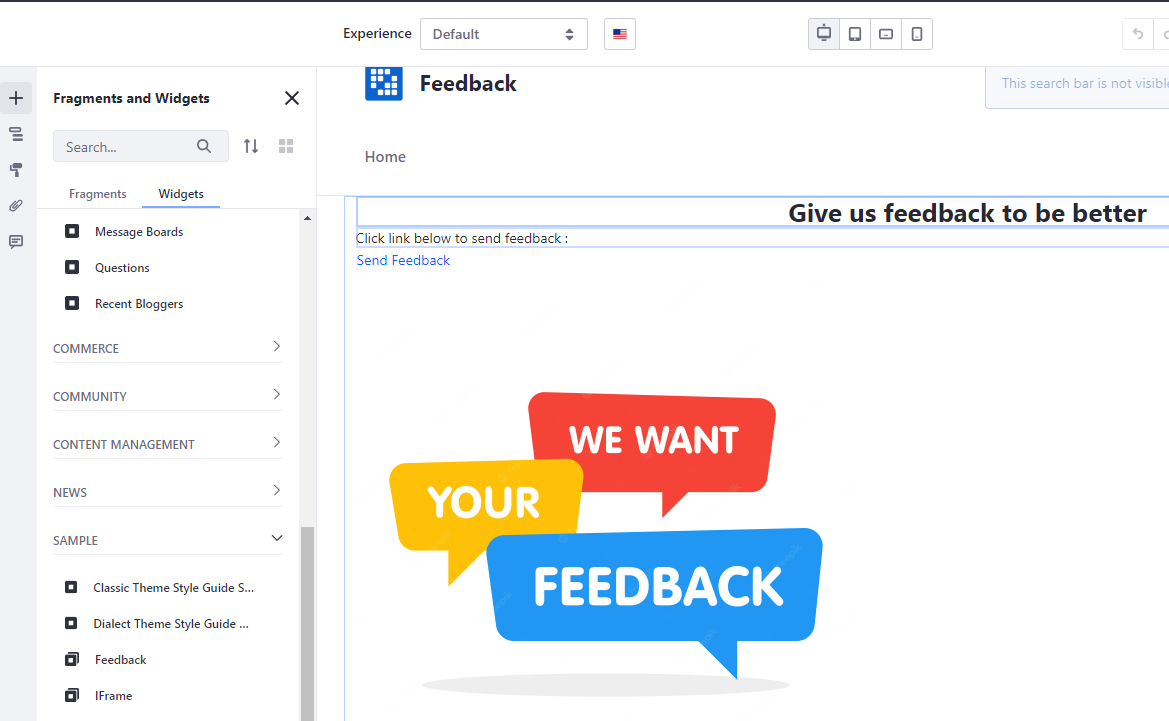 Experience
Default
Fragments and Widgets
Search...
Fragments
Widgets
Message Boards
Questions
Recent Bloggers
COMMERCE
COMMUNITY
CONTENT MANAGEMENT
NEWS
SAMPLE
Classic Theme Style Guide S...
Dialect Theme Style Guide ...
Feedback
IFrame
Feedback
This search bar is not visible
Home
Give us feedback to be better
Click link below to send feedback :
Send Feedback
WE WANT
YOUR
FEEDBACK